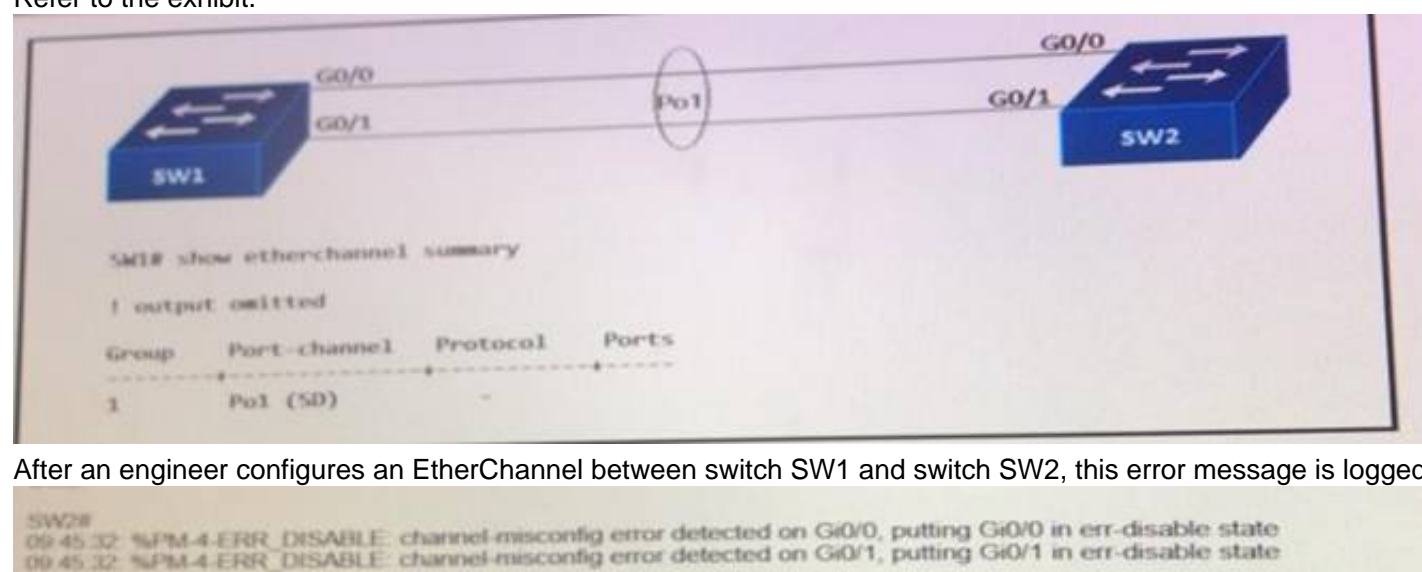 Refer to the exhibit.
G0/0
G0/0
Po1
G0/1
G0/1
SW1
SW2
SW1# show etherchannel summary
! output omitted
Group Port-channel Protocol Ports
--------+-------------+-----------+-------
1 Po1 (SD) -
After an engineer configures an EtherChannel between switch SW1 and switch SW2, this error message is logged
SW2#
09:45:32: %PM-4-ERR_DISABLE: channel-misconfig error detected on Gi0/0, putting Gi0/0 in err-disable state
09:45:32: %PM-4-ERR_DISABLE: channel-misconfig error detected on Gi0/1, putting Gi0/1 in err-disable state